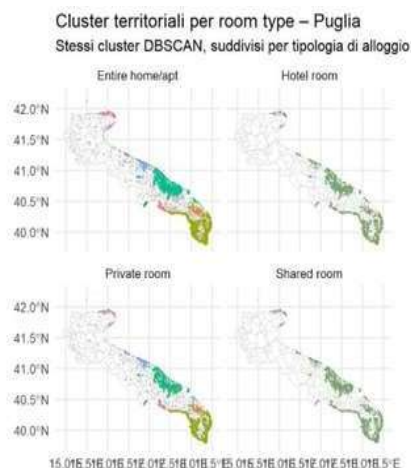 Cluster territoriali per room type – Puglia
Stessi cluster DBSCAN, suddivisi per tipologia di alloggio
Entire home/apt Hotel room
42.0°N
41.5°N
41.0°N
40.5°N
40.0°N
Private room Shared room
42.0°N
41.5°N
41.0°N
40.5°N
40.0°N